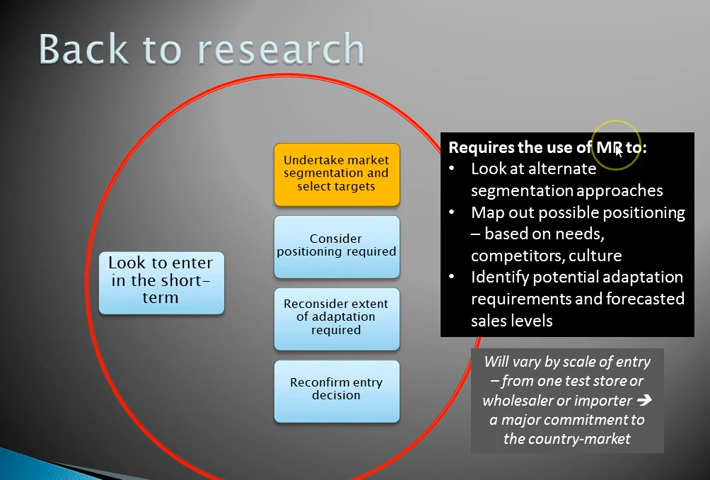 Back to research
Undertake market
segmentation and
select targets
Consider
positioning required
Look to enter
in the short-
term
Reconsider extent
of adaptation
required
Reconfirm entry
decision
Requires the use of MR to:
• Look at alternate
segmentation approaches
• Map out possible positioning
– based on needs,
competitors, culture
• Identify potential adaptation
requirements and forecasted
sales levels
Will vary by scale of entry
– from one test store or
wholesaler or importer ➔
a major commitment to
the country-market